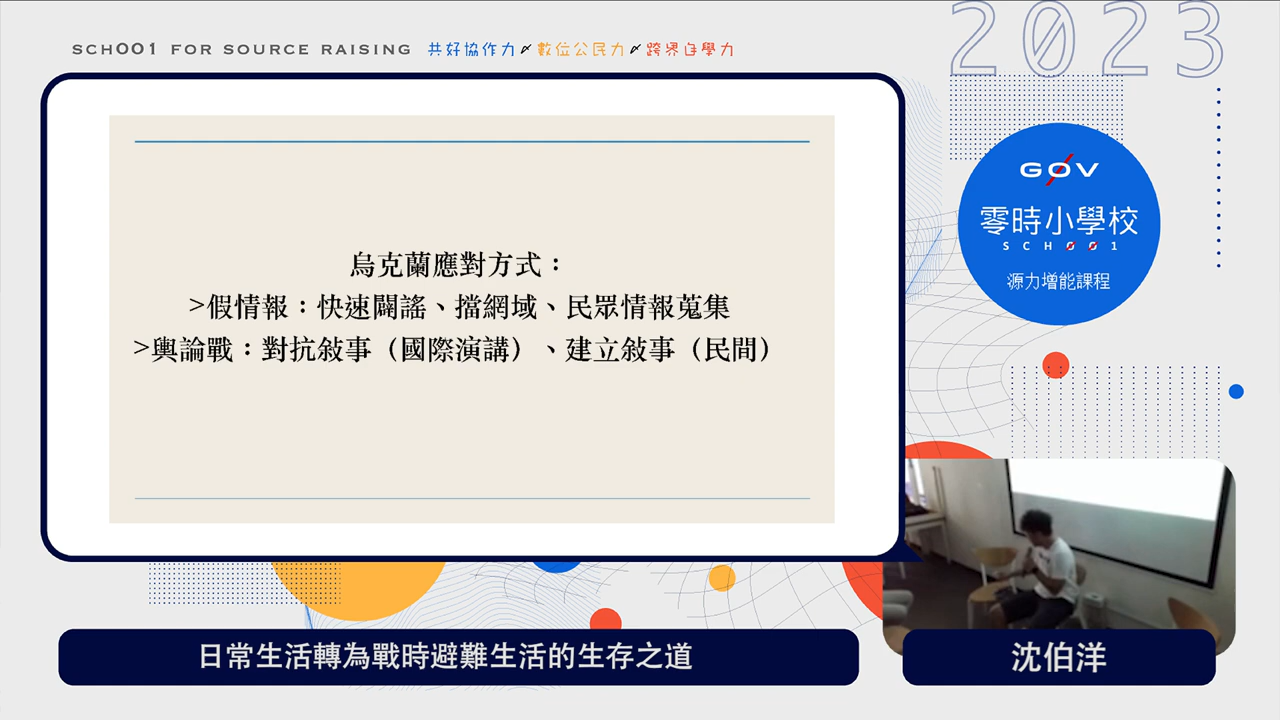 SCH001 FOR SOURCE RAISING 共好協作力 數位公民力 跨界自學力
2023
G0V
零時小學校
SCH001
源力增能課程
烏克蘭應對方式：
>假情報：快速闢謠、擋網域、民眾情報蒐集
>輿論戰：對抗敍事（國際演講）、建立敍事（民間）
日常生活轉為戰時避難生活的生存之道
沈伯洋